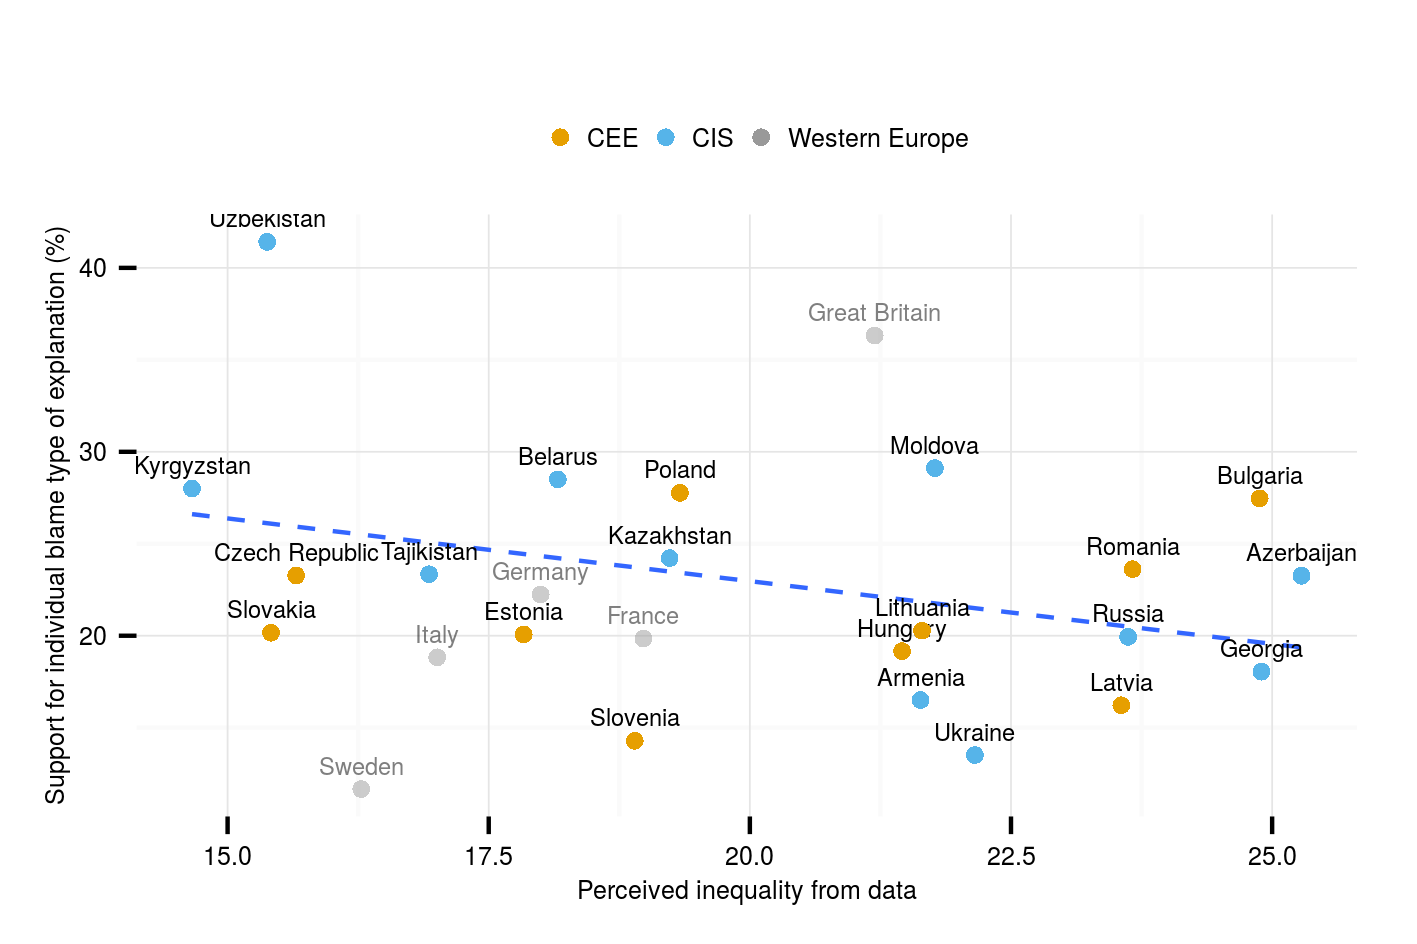 CEE CIS Western Europe
Support for individual blame type of explanation (%)
Uzbekistan
40
Great Britain
Moldova
30
Belarus
Kyrgyzstan
Poland
Bulgaria
Kazakhstan
Romania
Czech Republic Tajikistan
Azerbaijan
Germany
Lithuania
Slovakia
Estonia
Russia
France
Hungary
20
Italy
Georgia
Armenia
Latvia
Slovenia
Ukraine
Sweden
15.0 17.5 20.0 22.5 25.0
Perceived inequality from data